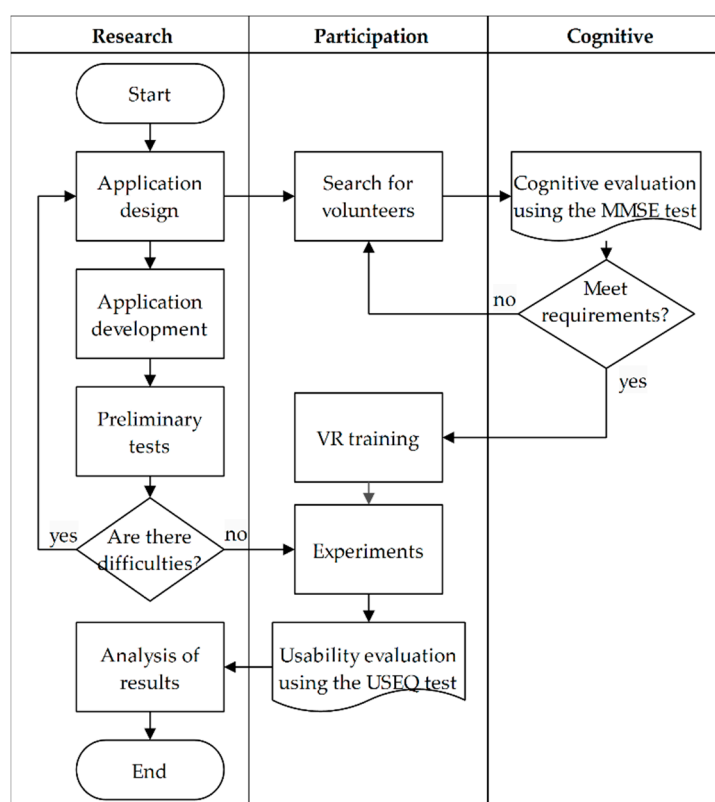 Research
Participation
Cognitive
Start
Application
design
Search for
volunteers
Cognitive evaluation
using the MMSE test
Application
development
no
Meet
requirements?
yes
Preliminary
tests
VR training
yes
Are there
difficulties?
no
Experiments
Analysis of
results
Usability evaluation
using the USEQ test
End